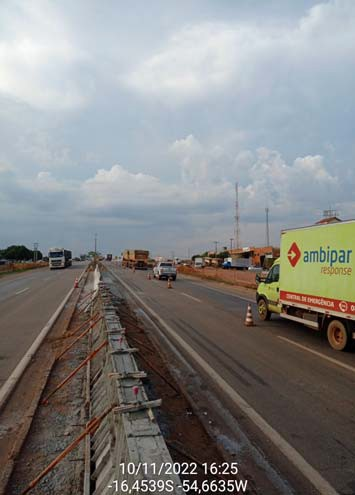 ambipar
response
CENTRAL DE EMERGÊNCIA
10/11/2022 16:25
-16,4539S -54,6635W